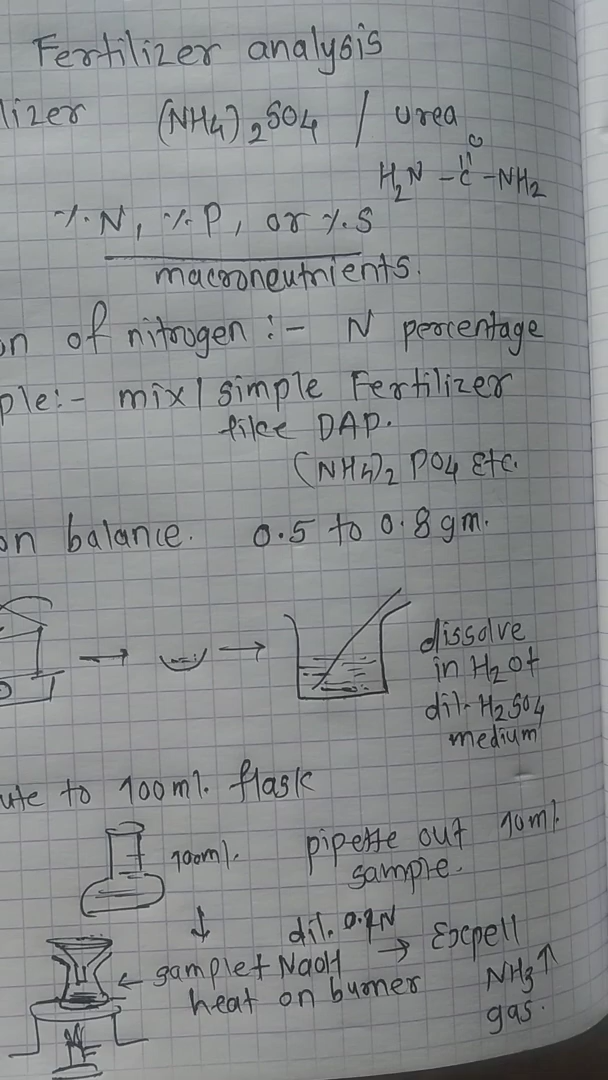 Fertilizer analysis
lizer (NH4)2SO4 / urea
O
H2N - C - NH2
%.N, %.P, or %.S
macroneutrients.
on of nitrogen :- N percentage
ple:- mix/simple Fertilizer
like DAP.
(NH4)2 PO4 Etc.
on balance. 0.5 to 0.8 gm.
dissolve
in H2O +
dil. H2SO4
medium
ute to 100ml. flask
100ml. pipette out 10ml.
sample.
↓ dil. 0.1N
← sample + NaOH → Excpell
heat on burner NH3↑
gas.